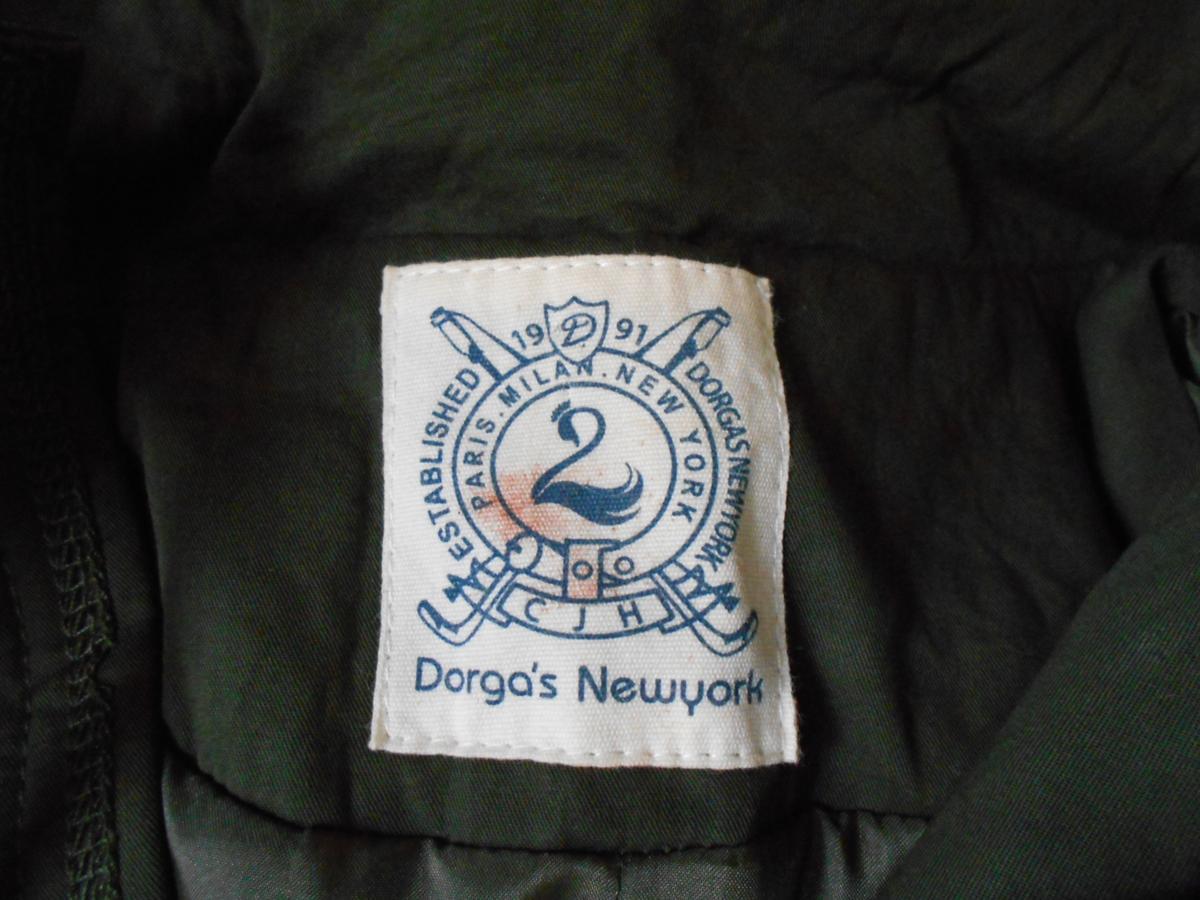 19 D 91
ESTABLISHED
DORGAS NEWYORK
PARIS.MILAN.NEW YORK
CJH
Dorga's Newyork